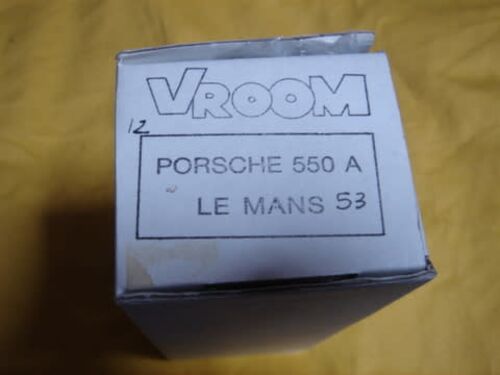 VROOM
12
PORSCHE 550 A
LE MANS 53